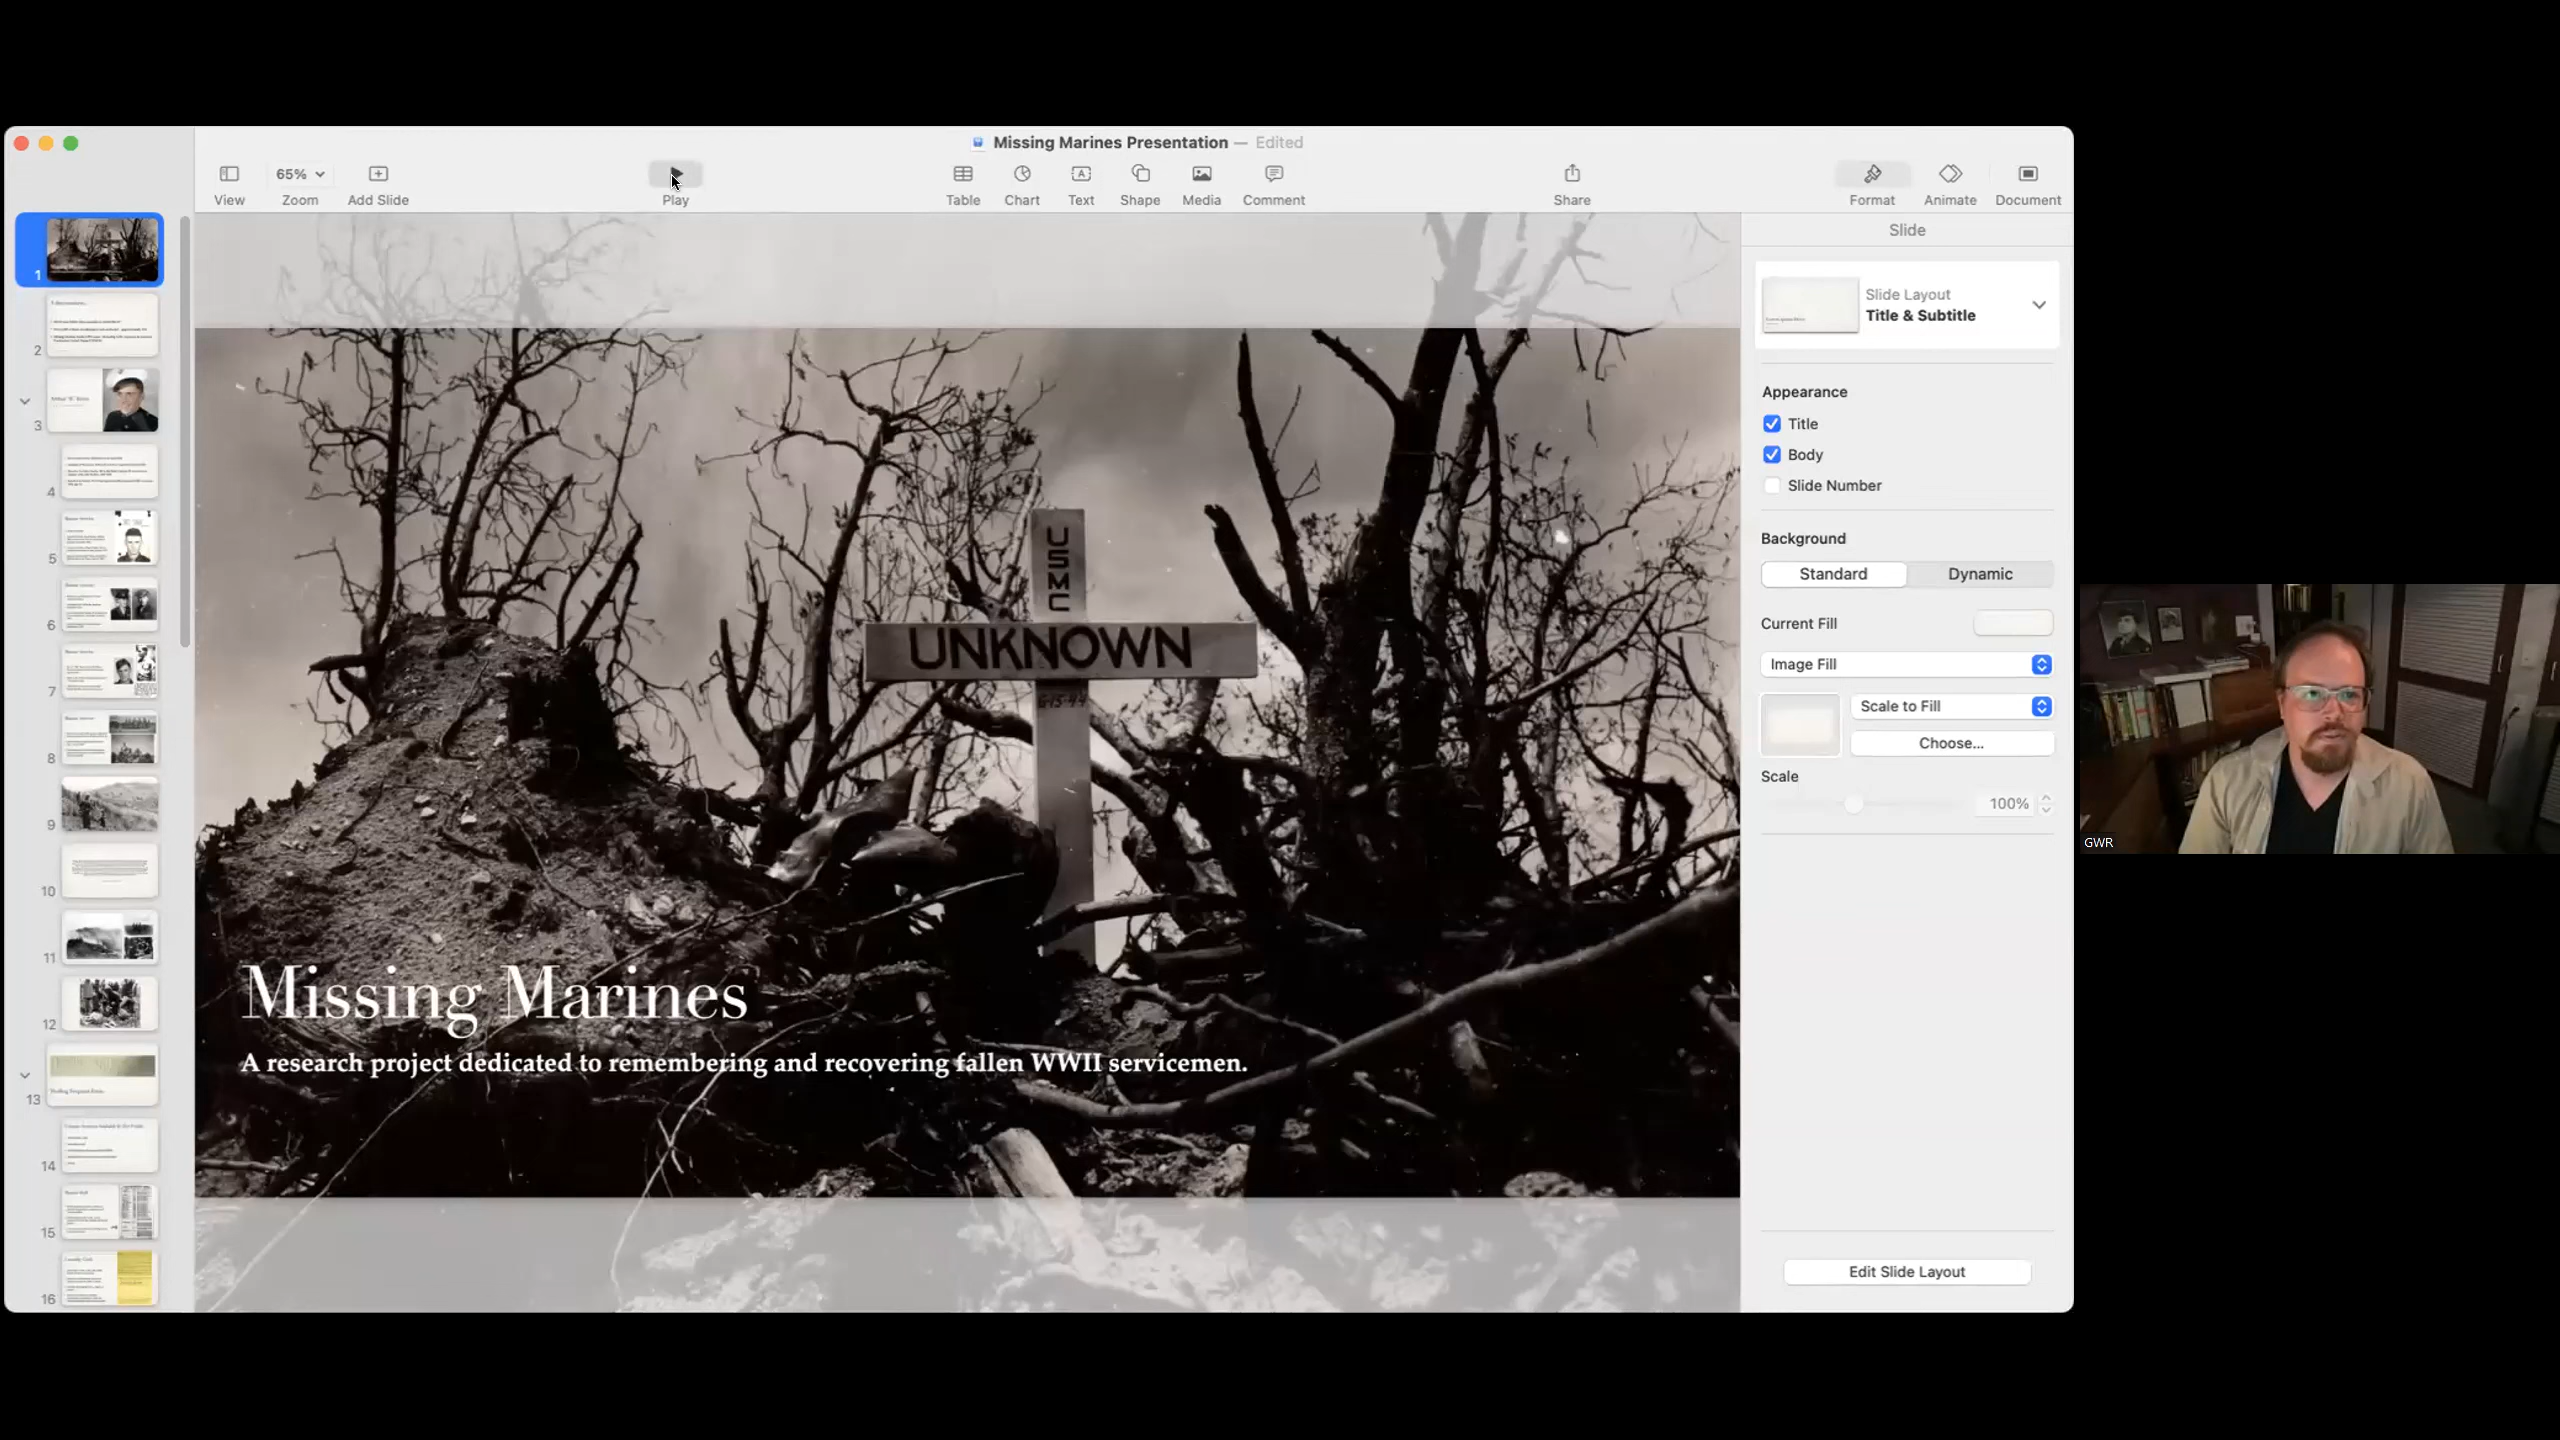 Missing Marines Presentation — Edited
View
65%
Zoom
Add Slide
Play
Table
Chart
Text
Shape
Media
Comment
Share
Format
Animate
Document
1
2
3
4
5
6
7
8
9
10
11
12
13
14
15
16
USMC
UNKNOWN
6-15-44
Missing Marines
A research project dedicated to remembering and recovering fallen WWII servicemen.
Slide
Slide Layout
Title & Subtitle
Appearance
Title
Body
Slide Number
Background
Standard
Dynamic
Current Fill
Image Fill
Scale to Fill
Choose...
Scale
100%
Edit Slide Layout
GWR